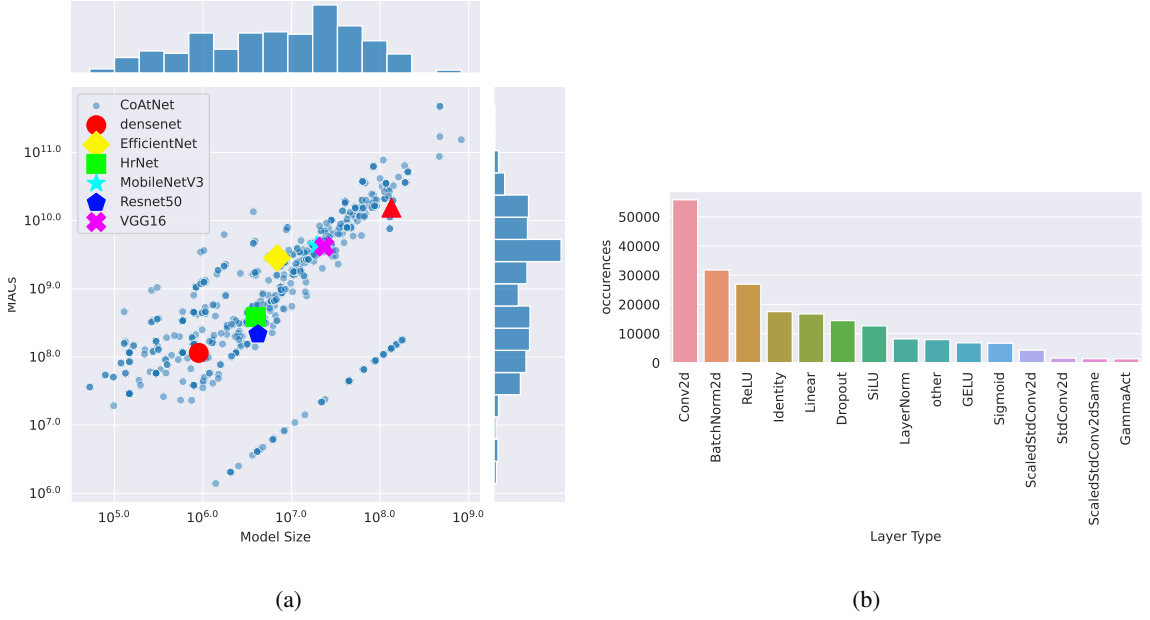 CoAtNet
densenet
EfficientNet
HrNet
MobileNetV3
Resnet50
VGG16
MACs
10^11.0
10^10.0
10^9.0
10^8.0
10^7.0
10^6.0
10^5.0
10^6.0
10^7.0
10^8.0
10^9.0
Model Size
(a)
occurences
50000
40000
30000
20000
10000
0
Conv2d
BatchNorm2d
ReLU
Identity
Linear
Dropout
SiLU
LayerNorm
other
GELU
Sigmoid
ScaledStdConv2d
StdConv2d
ScaledStdConv2dSame
GammaAct
Layer Type
(b)